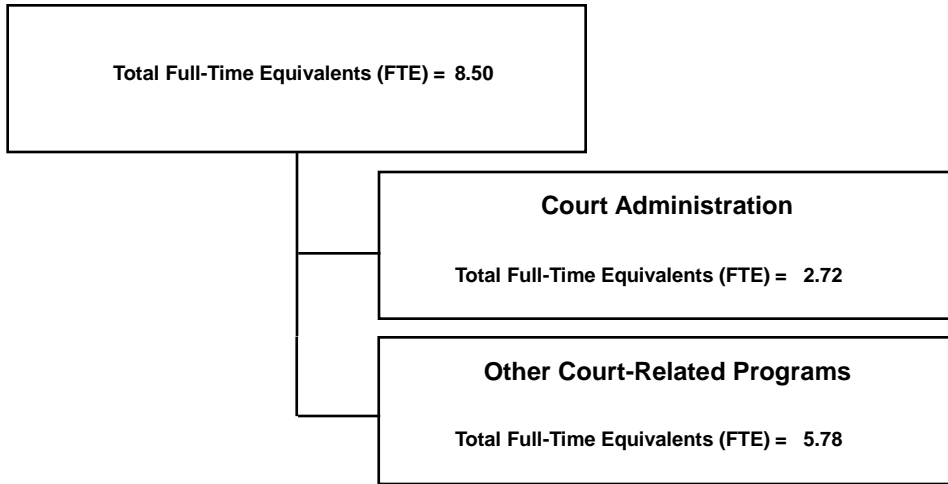 Total Full-Time Equivalents (FTE) = 8.50
Court Administration
Total Full-Time Equivalents (FTE) = 2.72
Other Court-Related Programs
Total Full-Time Equivalents (FTE) = 5.78